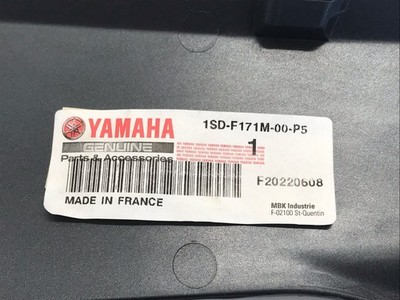 YAMAHA
1SD-F171M-00-P5
GENUINE
1
Parts & Accessories
F20220608
MADE IN FRANCE
MBK Industrie
F-02100 St-Quentin